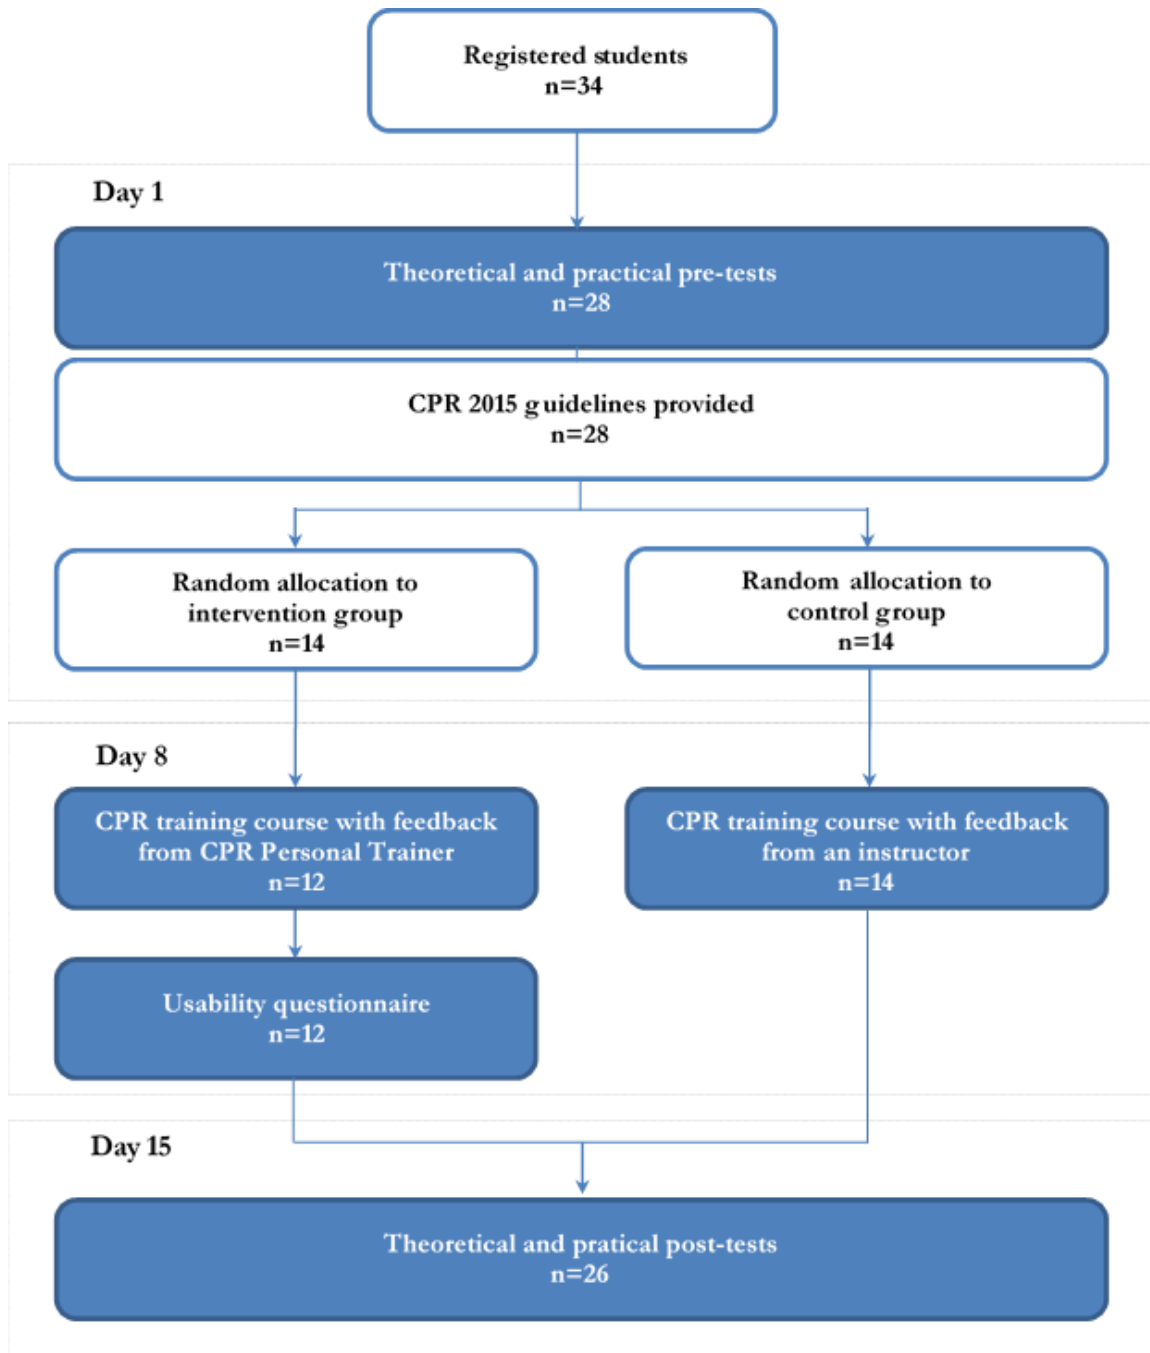 Registered students
n=34
Day 1
Theoretical and practical pre-tests
n=28
CPR 2015 guidelines provided
n=28
Random allocation to
intervention group
n=14
Random allocation to
control group
n=14
Day 8
CPR training course with feedback
from CPR Personal Trainer
n=12
CPR training course with feedback
from an instructor
n=14
Usability questionnaire
n=12
Day 15
Theoretical and pratical post-tests
n=26